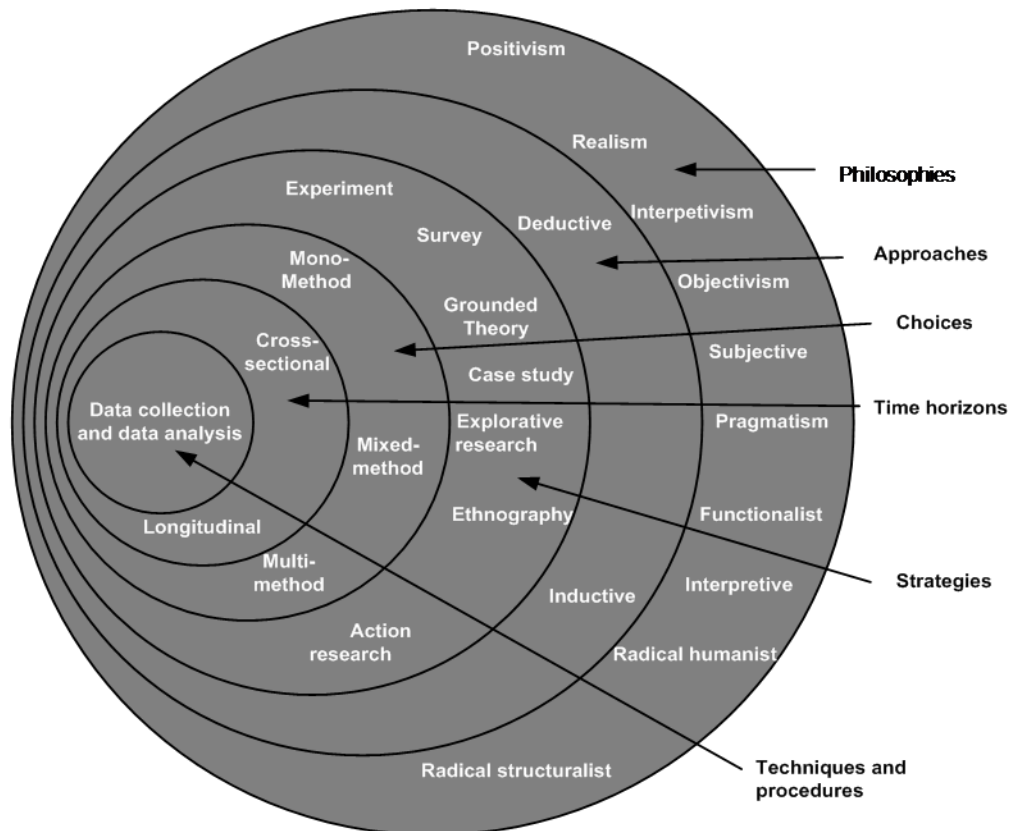 Positivism
Realism
Philosophies
Experiment
Interpetivism
Deductive
Survey
Approaches
Mono-
Method
Objectivism
Grounded
Theory
Choices
Cross-
sectional
Subjective
Case study
Data collection
and data analysis
Time horizons
Explorative
research
Pragmatism
Mixed-
method
Ethnography
Functionalist
Longitudinal
Multi-
method
Strategies
Interpretive
Inductive
Action
research
Radical humanist
Radical structuralist
Techniques and
procedures